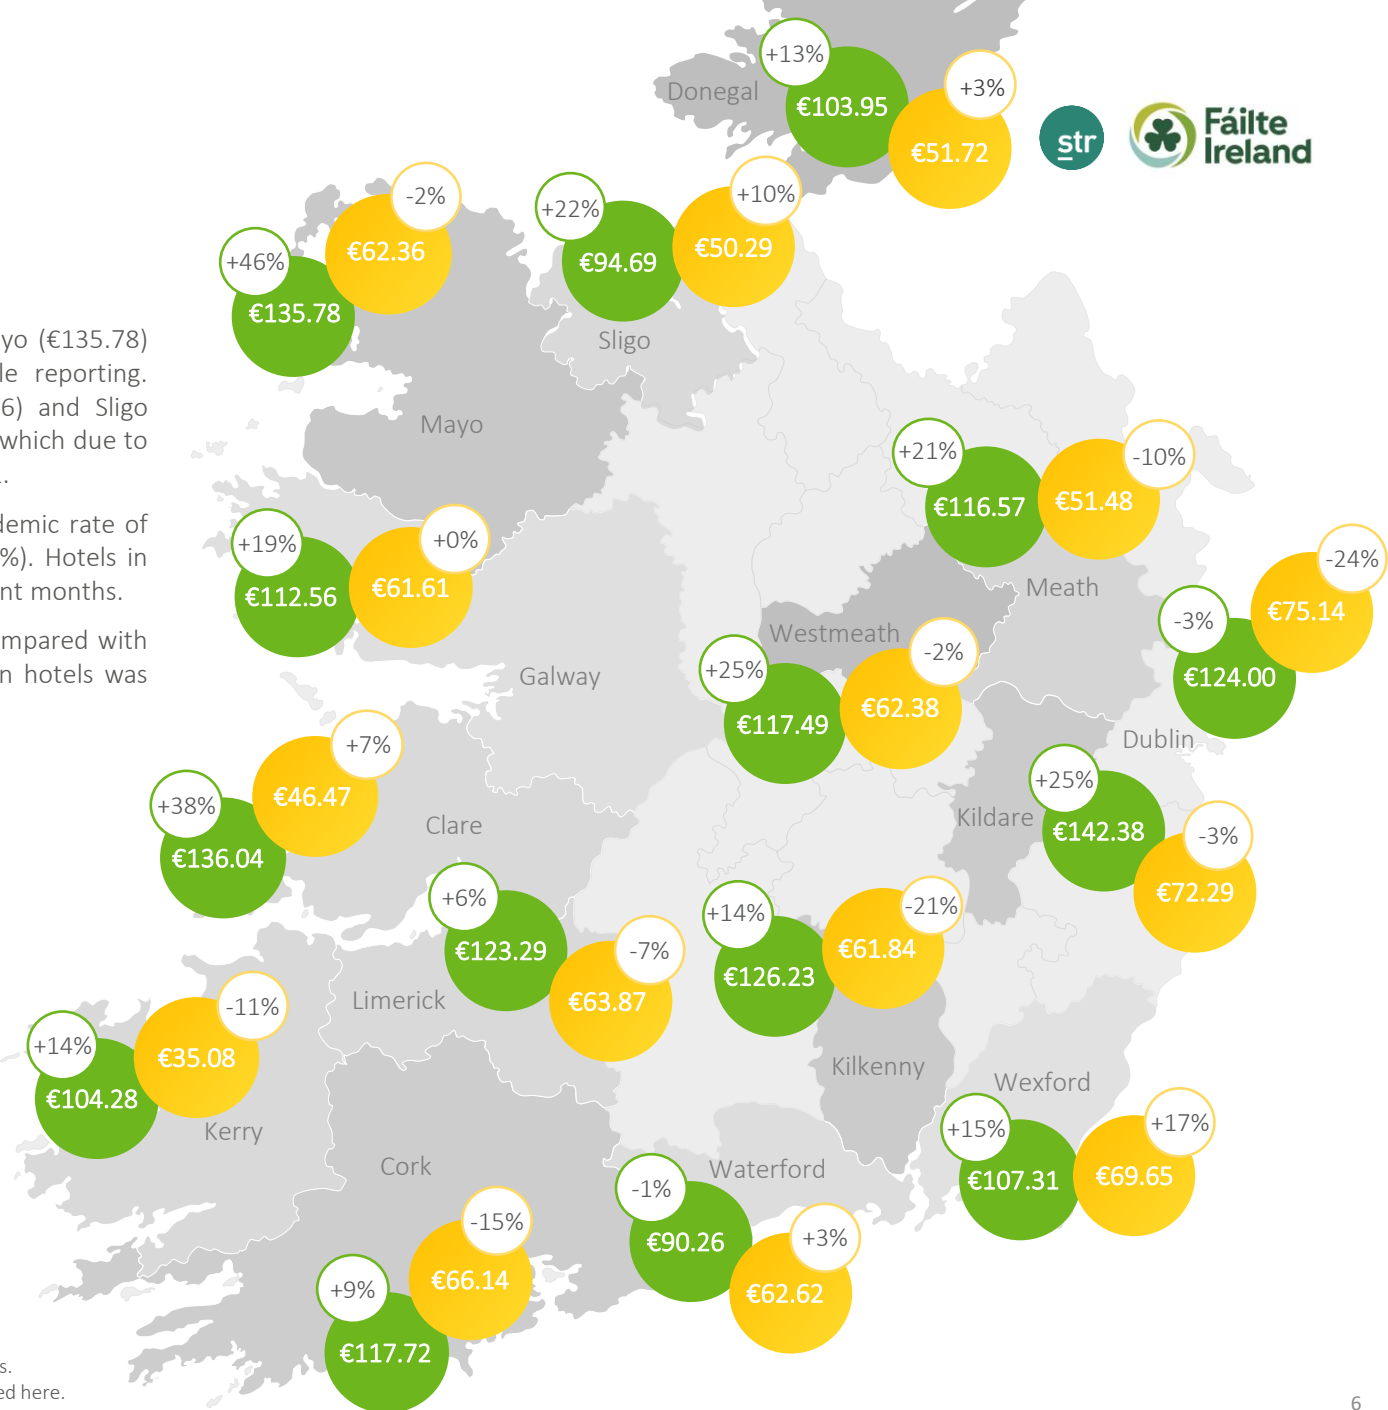 +13%
Donegal
€103.95
+3%
€51.72
str
Fáilte
Ireland
-2%
€62.36
+46%
€135.78
+22%
€94.69
+10%
€50.29
Sligo
Mayo
yo (€135.78)
le reporting.
6) and Sligo
which due to
.
demic rate of
%). Hotels in
nt months.
ompared with
n hotels was
+21%
€116.57
-10%
€51.48
Meath
+19%
€112.56
+0%
€61.61
Galway
-24%
€75.14
-3%
€124.00
Dublin
Westmeath
+25%
€117.49
-2%
€62.38
+7%
€46.47
+38%
€136.04
Clare
+25%
Kildare
€142.38
-3%
€72.29
+6%
€123.29
-7%
€63.87
Limerick
+14%
€126.23
-21%
€61.84
Kilkenny
-11%
€35.08
+14%
€104.28
Kerry
Wexford
+15%
€107.31
+17%
€69.65
Cork
-15%
€66.14
+9%
€117.72
Waterford
-1%
€90.26
+3%
€62.62
s.
ed here.
6